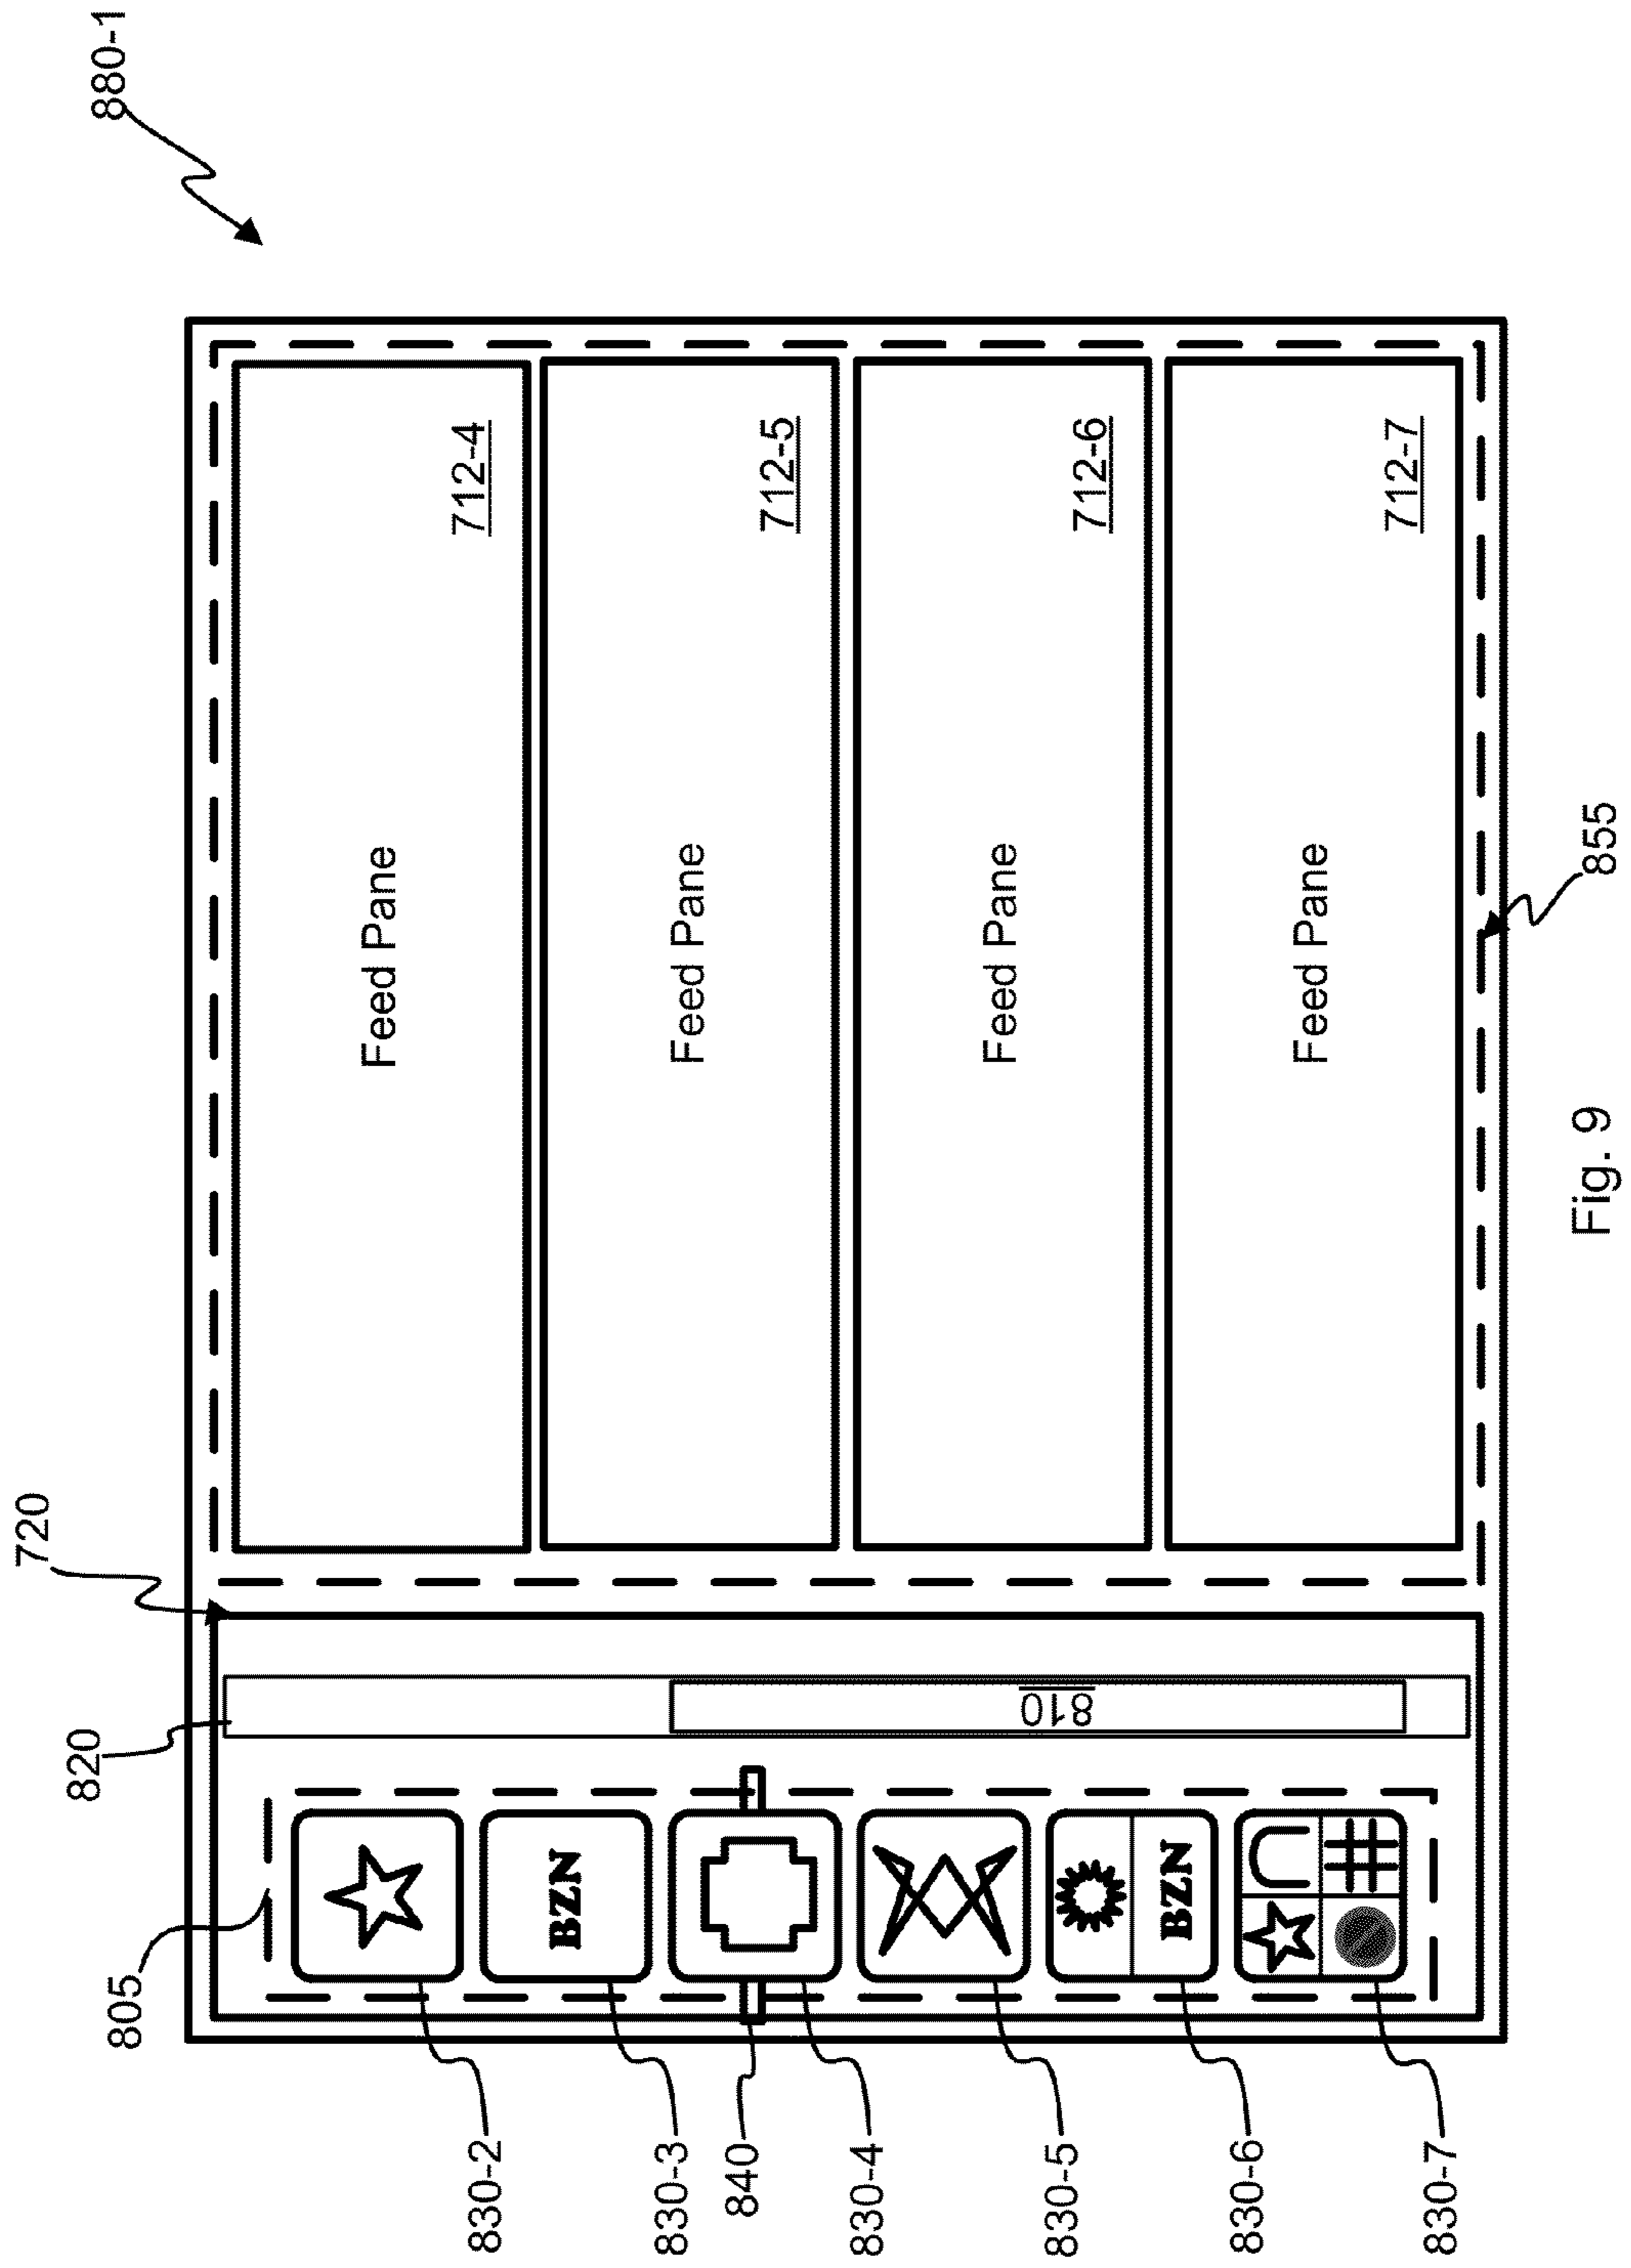 880-1
720
820
805
Feed Pane
712-4
Feed Pane
712-5
Feed Pane
712-6
Feed Pane
712-7
810
BZN
BZN
830-2
830-3
840
830-4
830-5
830-6
830-7
855
Fig. 9